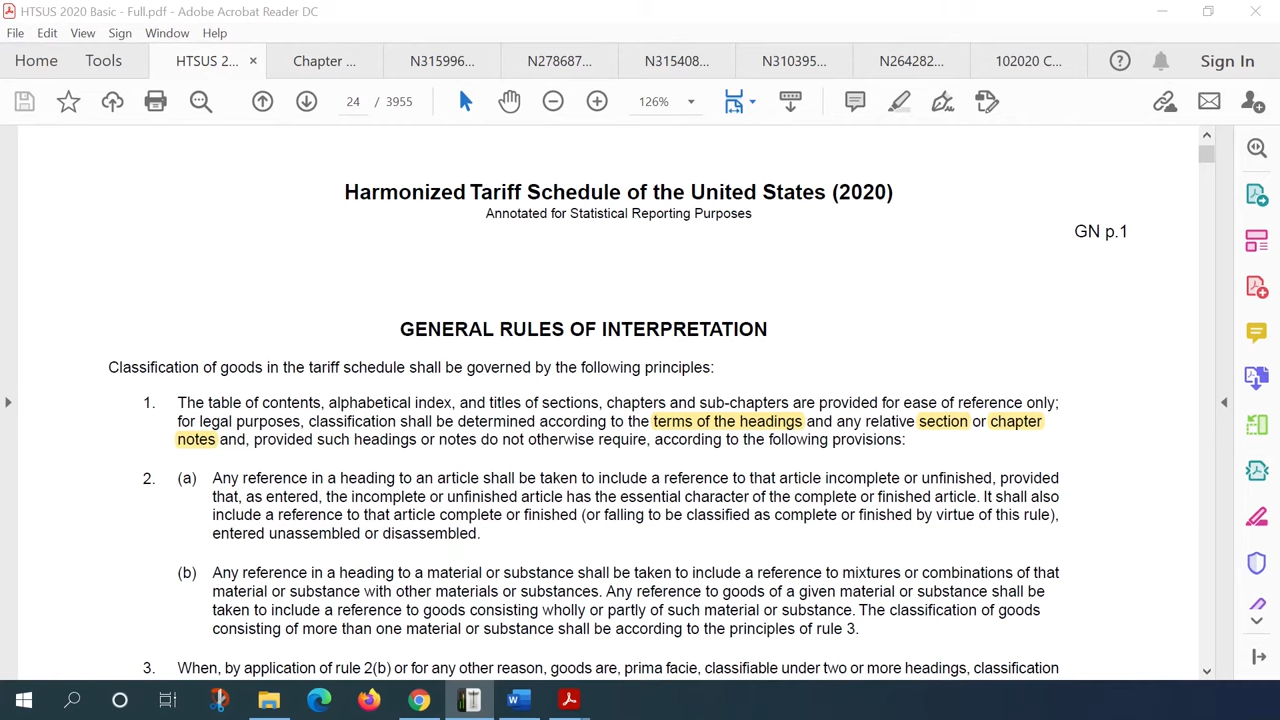 HTSUS 2020 Basic - Full.pdf - Adobe Acrobat Reader DC
File Edit View Sign Window Help
Home Tools HTSUS 2... × Chapter ... N315996... N278687... N315408... N310395... N264282... 102020 C... Sign In
24 / 3955 126%
Harmonized Tariff Schedule of the United States (2020)
Annotated for Statistical Reporting Purposes
GN p.1
GENERAL RULES OF INTERPRETATION
Classification of goods in the tariff schedule shall be governed by the following principles:
1. The table of contents, alphabetical index, and titles of sections, chapters and sub-chapters are provided for ease of reference only;
for legal purposes, classification shall be determined according to the terms of the headings and any relative section or chapter
notes and, provided such headings or notes do not otherwise require, according to the following provisions:
2. (a) Any reference in a heading to an article shall be taken to include a reference to that article incomplete or unfinished, provided
that, as entered, the incomplete or unfinished article has the essential character of the complete or finished article. It shall also
include a reference to that article complete or finished (or falling to be classified as complete or finished by virtue of this rule),
entered unassembled or disassembled.
(b) Any reference in a heading to a material or substance shall be taken to include a reference to mixtures or combinations of that
material or substance with other materials or substances. Any reference to goods of a given material or substance shall be
taken to include a reference to goods consisting wholly or partly of such material or substance. The classification of goods
consisting of more than one material or substance shall be according to the principles of rule 3.
3. When, by application of rule 2(b) or for any other reason, goods are, prima facie, classifiable under two or more headings, classification